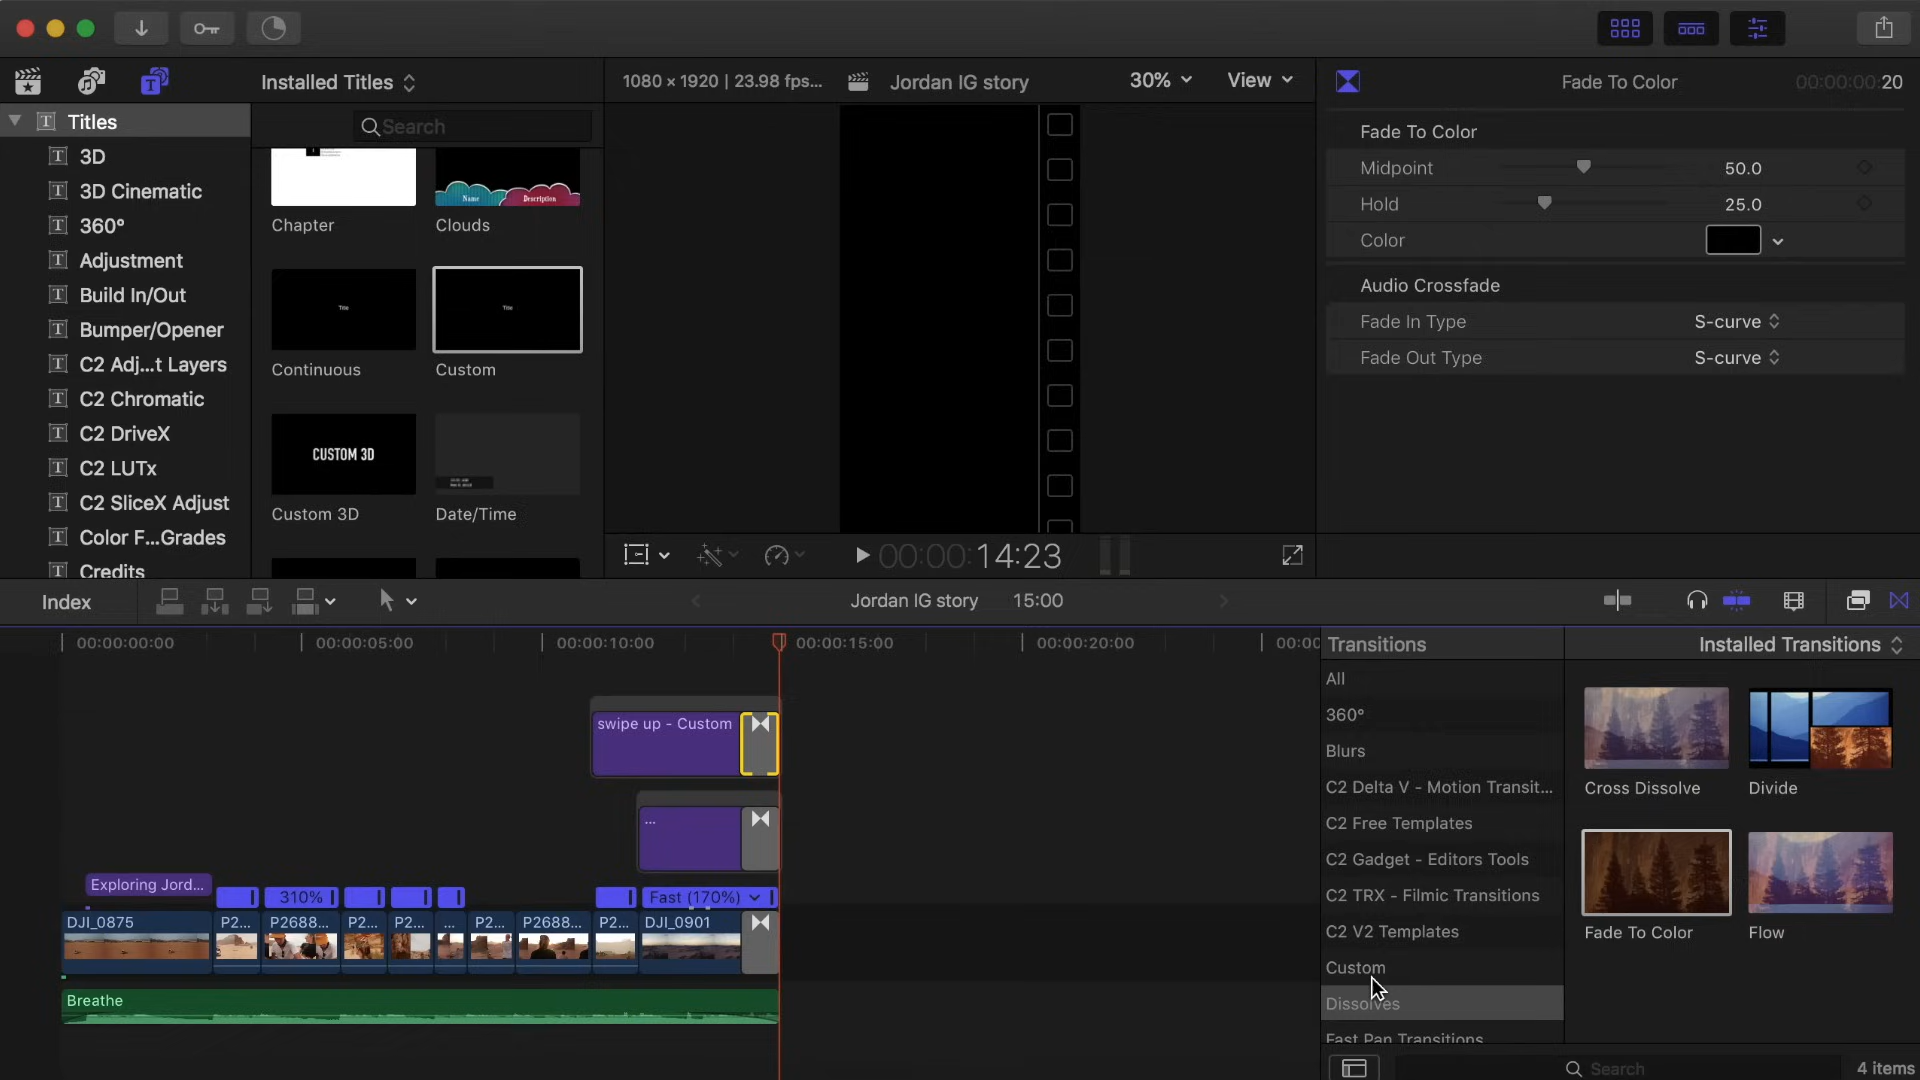 Installed Titles
1080 × 1920 | 23.98 fps...
Jordan IG story
30%
View
Fade To Color
00:00:00:20
Titles
3D
3D Cinematic
360°
Adjustment
Build In/Out
Bumper/Opener
C2 Adj...t Layers
C2 Chromatic
C2 DriveX
C2 LUTx
C2 SliceX Adjust
Color F...Grades
Credits
Search
Name
Description
Chapter
Clouds
Title
Title
Continuous
Custom
CUSTOM 3D
Custom 3D
Date/Time
Fade To Color
Midpoint
50.0
Hold
25.0
Color
Audio Crossfade
Fade In Type
S-curve
Fade Out Type
S-curve
00:00:14:23
Index
Jordan IG story
15:00
00:00:00:00
00:00:05:00
00:00:10:00
00:00:15:00
00:00:20:00
00:00
swipe up - Custom
...
Exploring Jord...
310%
Fast (170%)
DJI_0875
P2...
P2688...
P2...
P2...
...
P2...
P2688...
P2...
DJI_0901
Breathe
Transitions
Installed Transitions
All
360°
Blurs
C2 Delta V - Motion Transit...
C2 Free Templates
C2 Gadget - Editors Tools
C2 TRX - Filmic Transitions
C2 V2 Templates
Custom
Dissolves
Fast Pan Transitions
Cross Dissolve
Divide
Fade To Color
Flow
Search
4 items